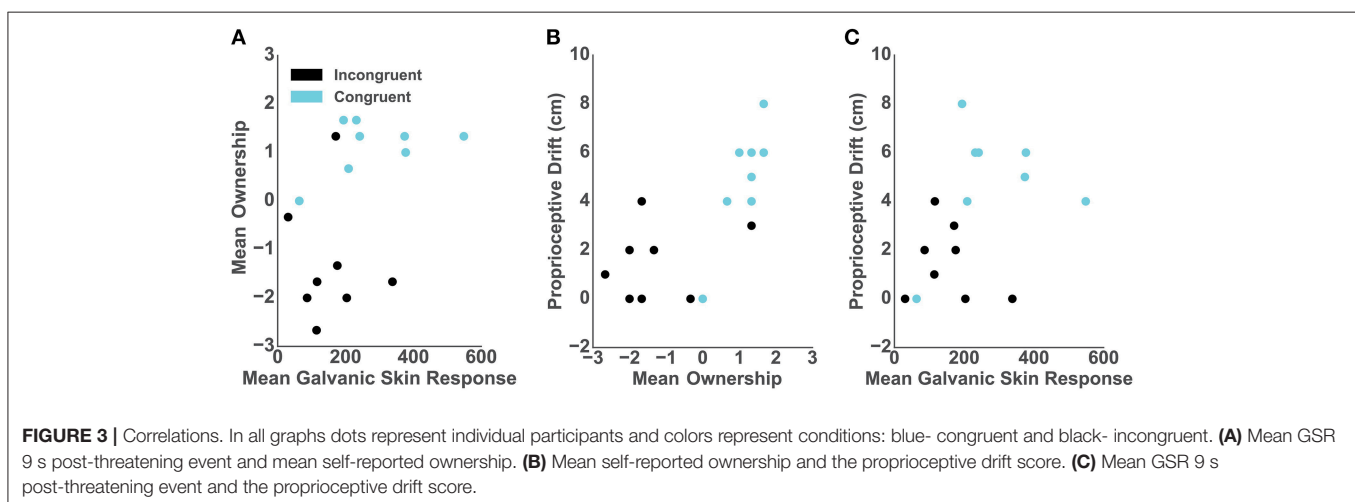 A
B
C
3
2
1
0
−1
−2
−3
Mean Ownership
Incongruent
Congruent
0 200 400 600
Mean Galvanic Skin Response
10
8
6
4
2
0
−2
Proprioceptive Drift (cm)
−3 −2 −1 0 1 2 3
Mean Ownership
10
8
6
4
2
0
−2
Proprioceptive Drift (cm)
0 200 400 600
Mean Galvanic Skin Response
FIGURE 3 | Correlations. In all graphs dots represent individual participants and colors represent conditions: blue- congruent and black- incongruent. (A) Mean GSR
9 s post-threatening event and mean self-reported ownership. (B) Mean self-reported ownership and the proprioceptive drift score. (C) Mean GSR 9 s
post-threatening event and the proprioceptive drift score.